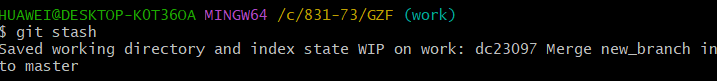 HUAWEI@DESKTOP-KOT36OA MINGW64 /c/831-73/GZF (work)
$ git stash
Saved working directory and index state WIP on work: dc23097 Merge new_branch in
to master